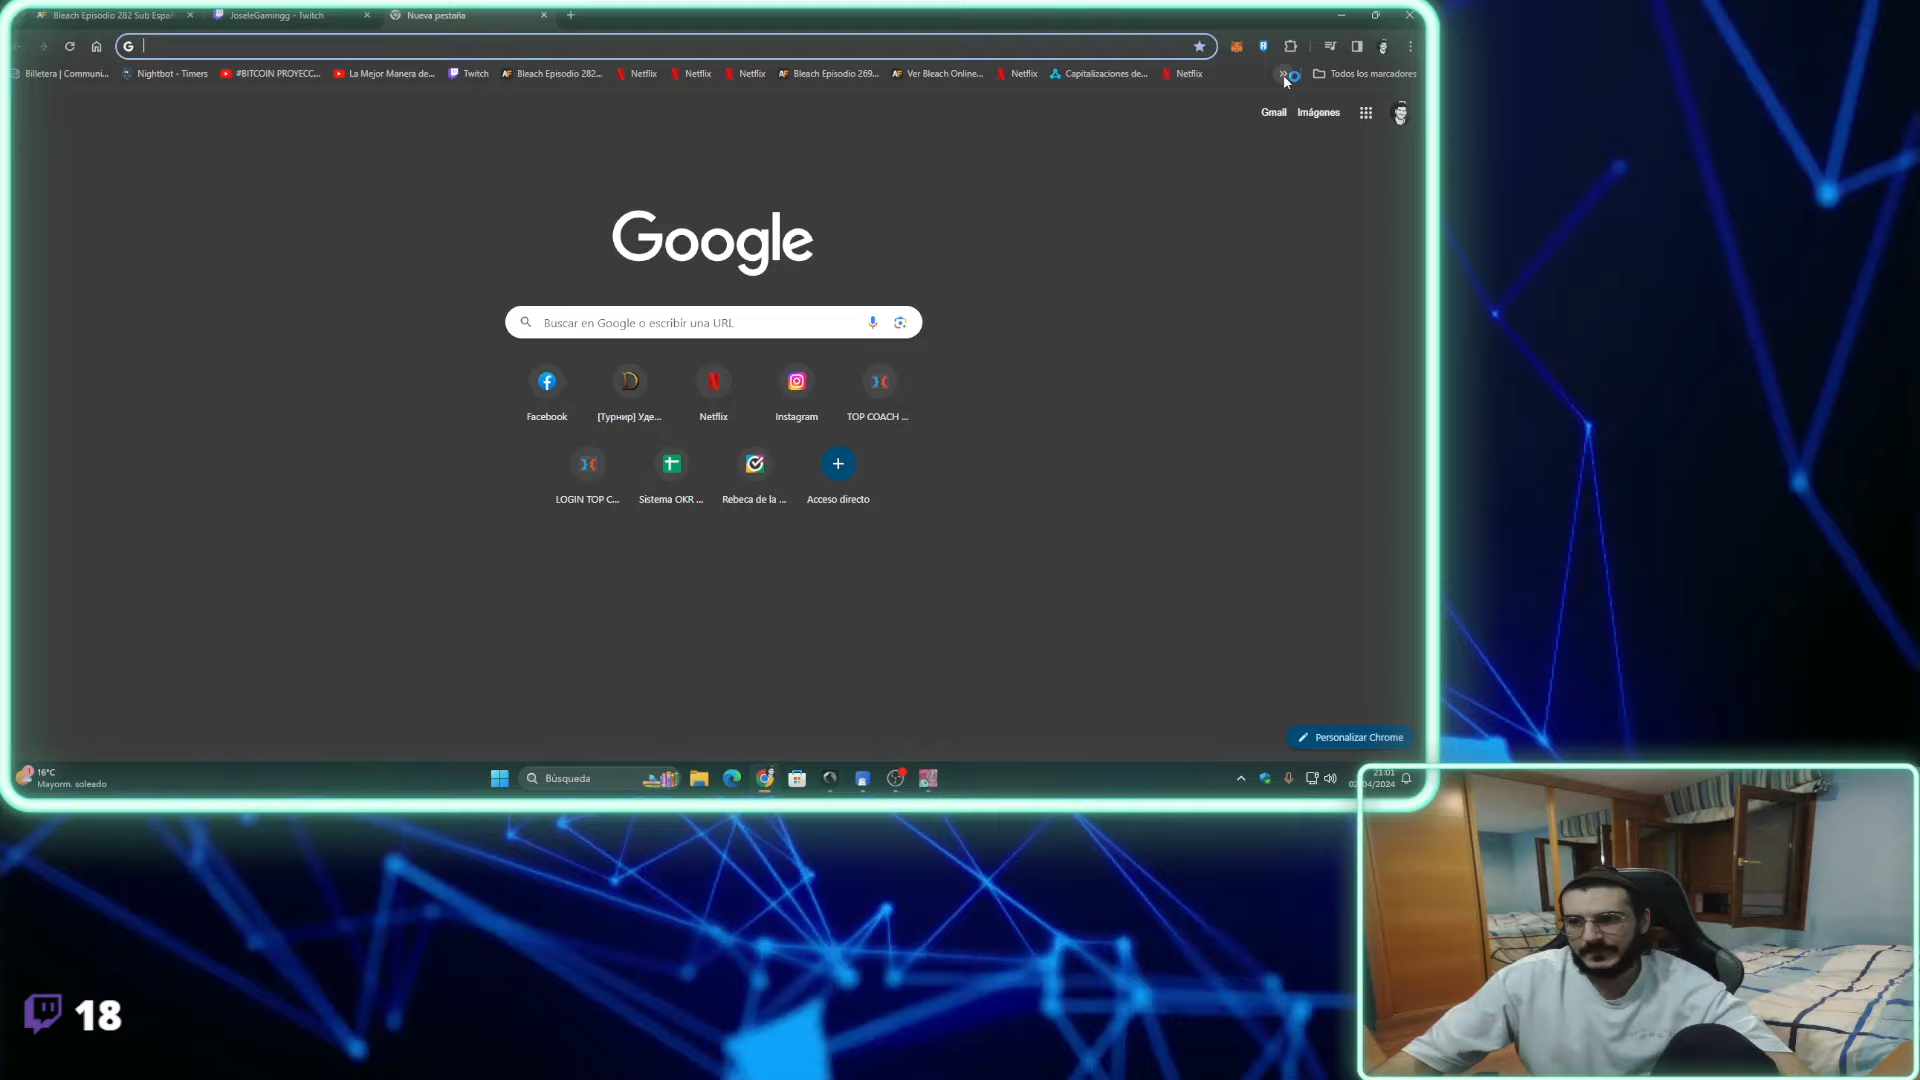 Bleach Episodio 282 Sub Espa
JoseleGamingg - Twitch
Nueva pestaña
Billetera | Communi...
Nightbot - Timers
#BITCOIN PROYECC...
La Mejor Manera de...
Twitch
Bleach Episodio 282...
Netflix
Netflix
Netflix
Bleach Episodio 269...
Ver Bleach Online...
Netflix
Capitalizaciones de...
Netflix
Todos los marcadores
Gmail
Imágenes
Google
Buscar en Google o escribir una URL
Facebook
[Турнир] Уде...
Netflix
Instagram
TOP COACH ...
LOGIN TOP C...
Sistema OKR ...
Rebeca de la ...
Acceso directo
Personalizar Chrome
16°C
Mayorm. soleado
Búsqueda
21:01
02/04/2024
18